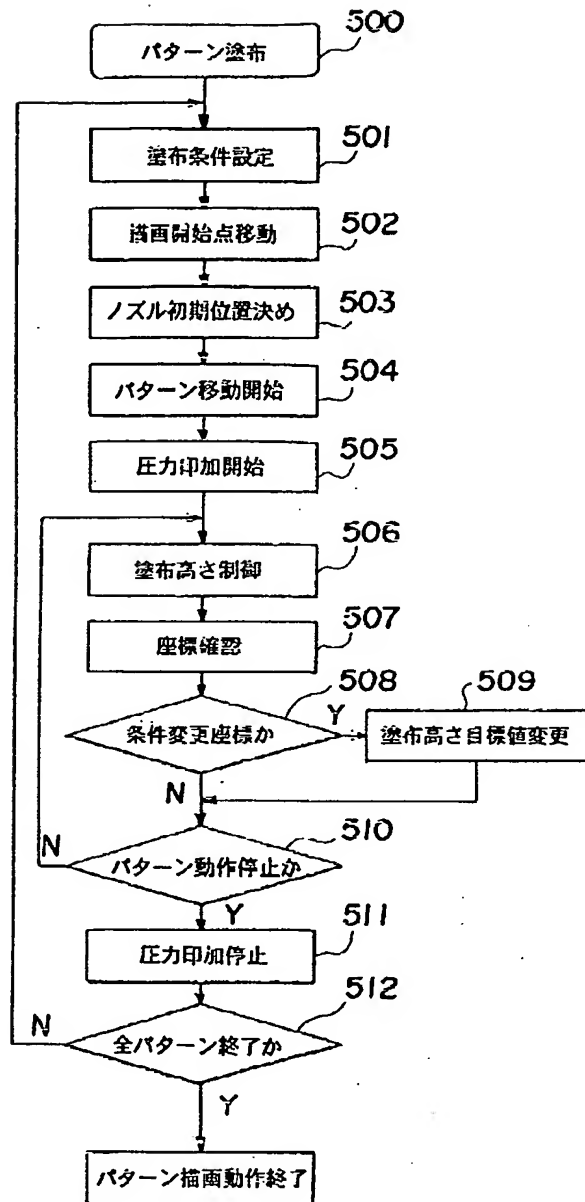 パターン塗布
500
塗布条件設定
501
描画開始点移動
502
ノズル初期位置決め
503
パターン移動開始
504
圧力印加開始
505
塗布高さ制御
506
座標確認
507
条件変更座標か
508
Y
塗布高さ目標値変更
509
N
パターン動作停止か
510
N
Y
圧力印加停止
511
全パターン終了か
512
N
Y
パターン描画動作終了